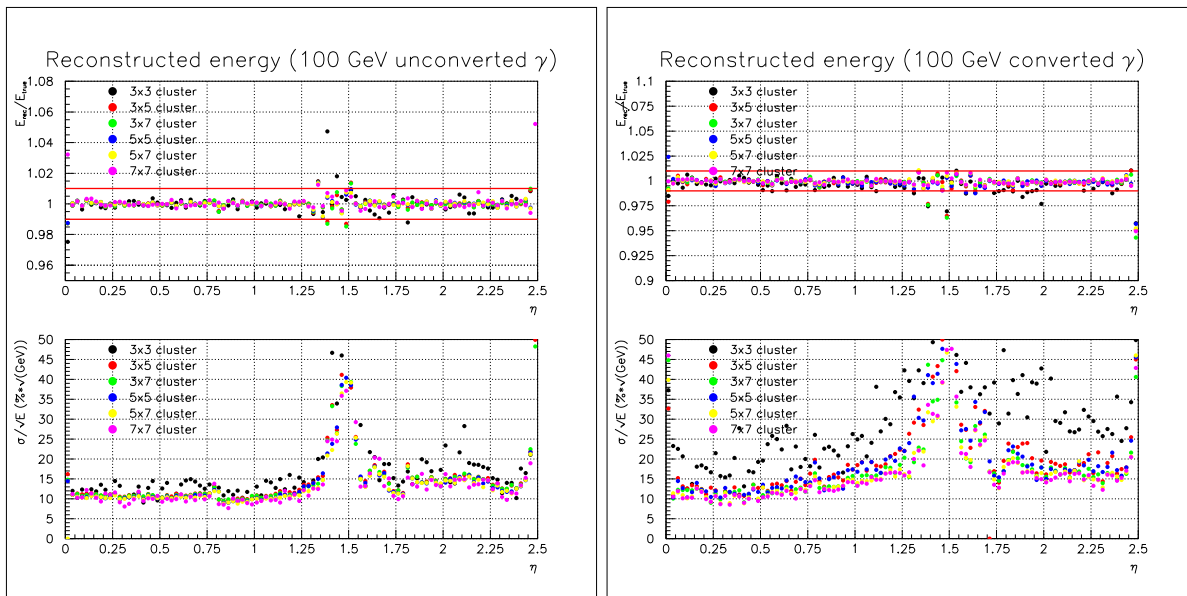 Reconstructed energy (100 GeV unconverted γ)
E_rec/E_true
1.08
1.06
1.04
1.02
1
0.98
0.96
3x3 cluster
3x5 cluster
3x7 cluster
5x5 cluster
5x7 cluster
7x7 cluster
0 0.25 0.5 0.75 1 1.25 1.5 1.75 2 2.25 2.5
η
σ/√E (%*√(GeV))
50
45
40
35
30
25
20
15
10
5
0
3x3 cluster
3x5 cluster
3x7 cluster
5x5 cluster
5x7 cluster
7x7 cluster
0 0.25 0.5 0.75 1 1.25 1.5 1.75 2 2.25 2.5
η
Reconstructed energy (100 GeV converted γ)
E_rec/E_true
1.1
1.075
1.05
1.025
1
0.975
0.95
0.925
0.9
3x3 cluster
3x5 cluster
3x7 cluster
5x5 cluster
5x7 cluster
7x7 cluster
0 0.25 0.5 0.75 1 1.25 1.5 1.75 2 2.25 2.5
η
σ/√E (%*√(GeV))
50
45
40
35
30
25
20
15
10
5
0
3x3 cluster
3x5 cluster
3x7 cluster
5x5 cluster
5x7 cluster
7x7 cluster
0 0.25 0.5 0.75 1 1.25 1.5 1.75 2 2.25 2.5
η